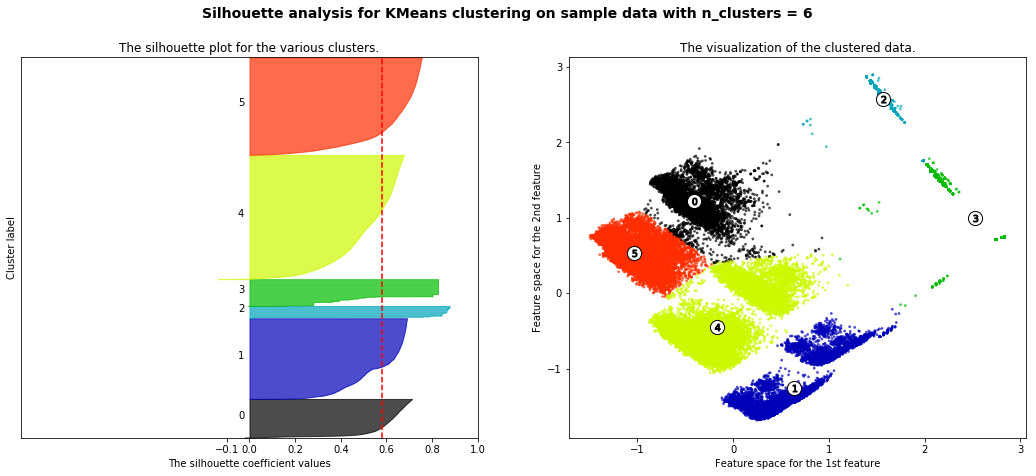 Silhouette analysis for KMeans clustering on sample data with n_clusters = 6
The silhouette plot for the various clusters.
5
4
3
2
1
0
Cluster label
−0.1 0.0 0.2 0.4 0.6 0.8 1.0
The silhouette coefficient values
The visualization of the clustered data.
3
2
1
0
−1
Feature space for the 2nd feature
2
0
3
5
4
1
−1 0 1 2 3
Feature space for the 1st feature